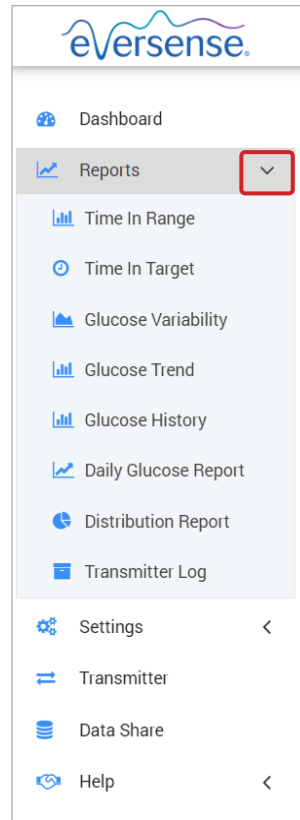 eversense.
Dashboard
Reports
Time In Range
Time In Target
Glucose Variability
Glucose Trend
Glucose History
Daily Glucose Report
Distribution Report
Transmitter Log
Settings
Transmitter
Data Share
Help